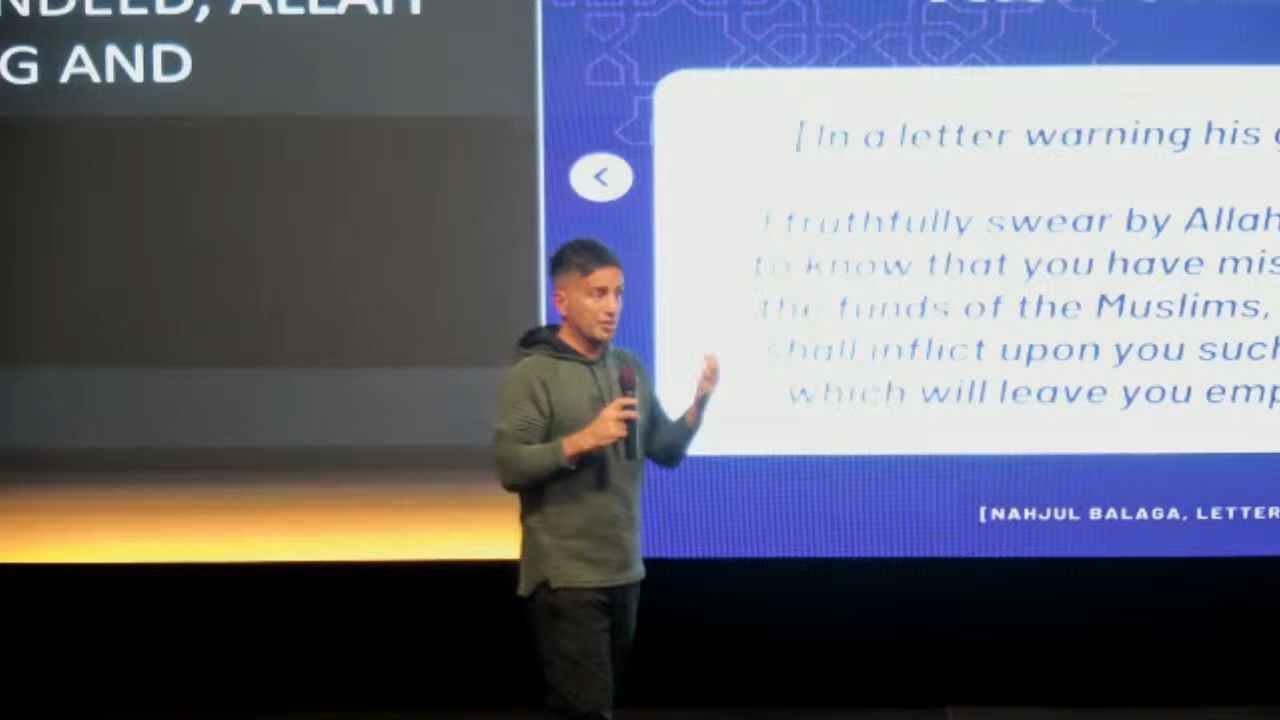 NDEED, ALLAH
G AND
[In a letter warning his
I truthfully swear by Allah
to know that you have mis
the funds of the Muslims,
shall inflict upon you such
which will leave you emp
[NAHJUL BALAGA, LETTER